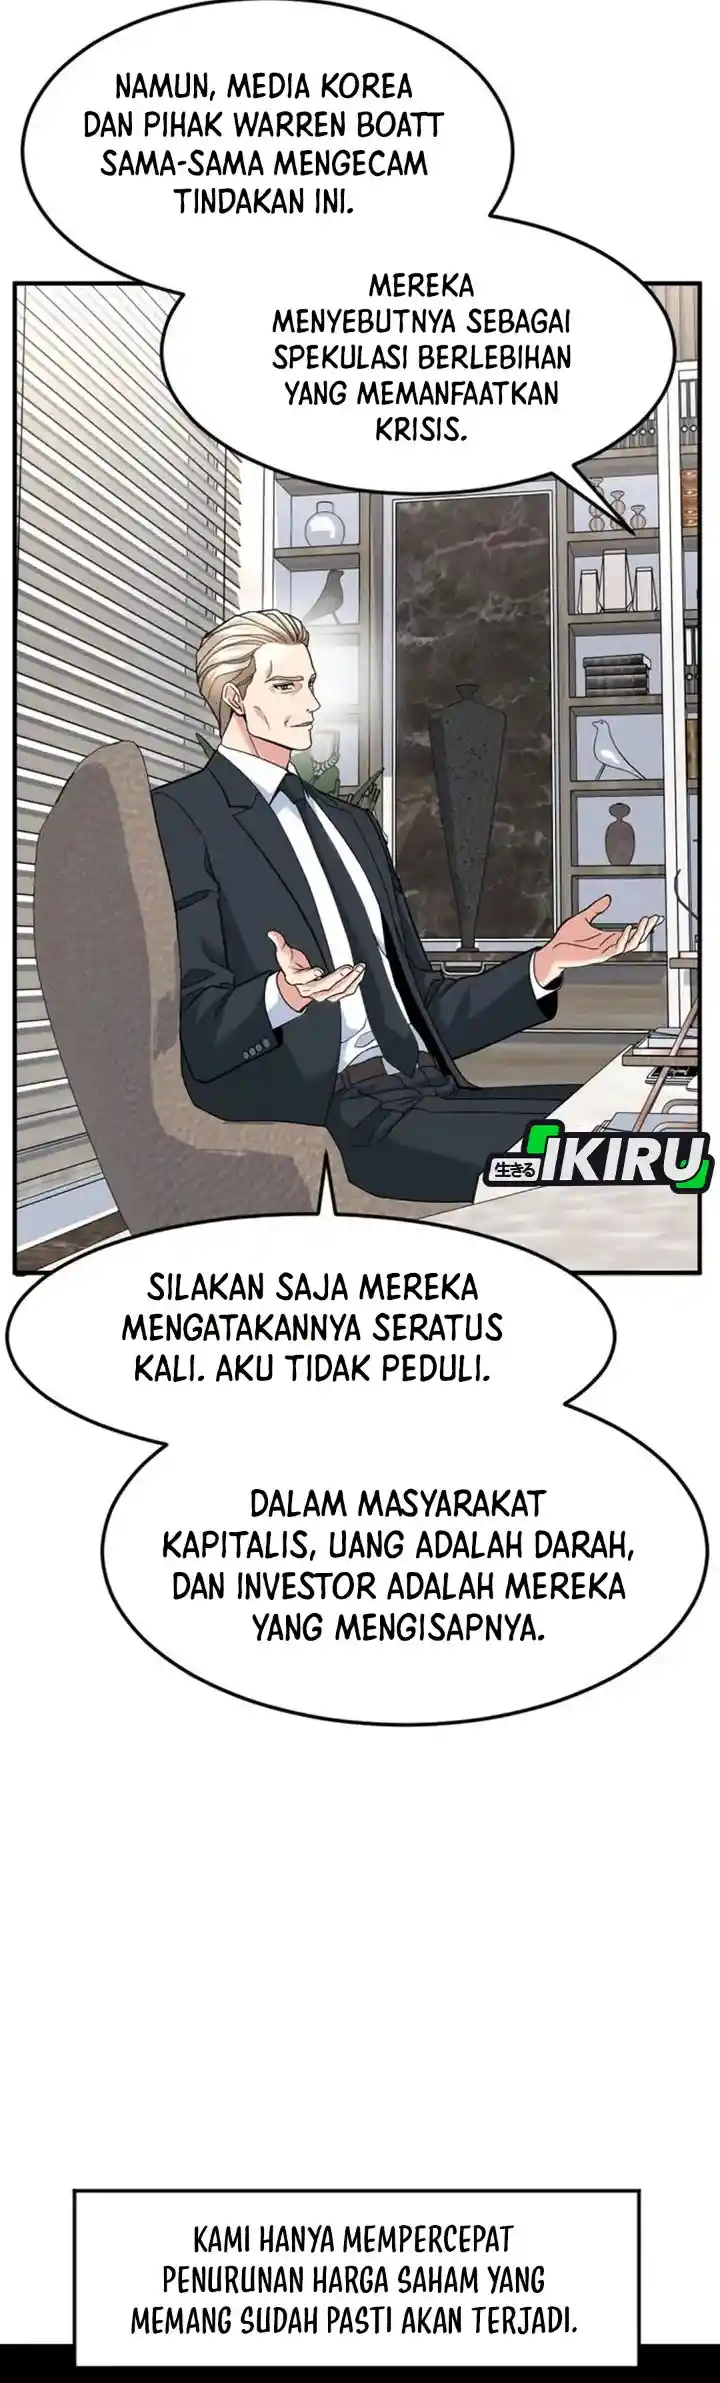 NAMUN, MEDIA KOREA
DAN PIHAK WARREN BOATT
SAMA-SAMA MENGECAM
TINDAKAN INI.
MEREKA
MENYEBUTNYA SEBAGAI
SPEKULASI BERLEBIHAN
YANG MEMANFAATKAN
KRISIS.
生きる IKIRU
SILAKAN SAJA MEREKA
MENGATAKANNYA SERATUS
KALI. AKU TIDAK PEDULI.
DALAM MASYARAKAT
KAPITALIS, UANG ADALAH DARAH,
DAN INVESTOR ADALAH MEREKA
YANG MENGISAPNYA.
KAMI HANYA MEMPERCEPAT
PENURUNAN HARGA SAHAM YANG
MEMANG SUDAH PASTI AKAN TERJADI.